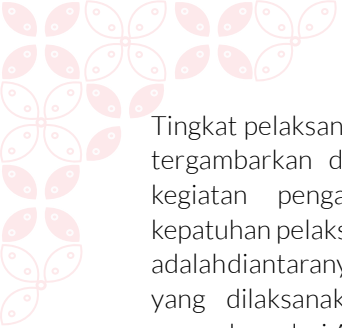 Tingkat pelaksan
tergambarkan d
kegiatan penga
kepatuhan pelaks
adalahdiantarany
yang dilaksanak